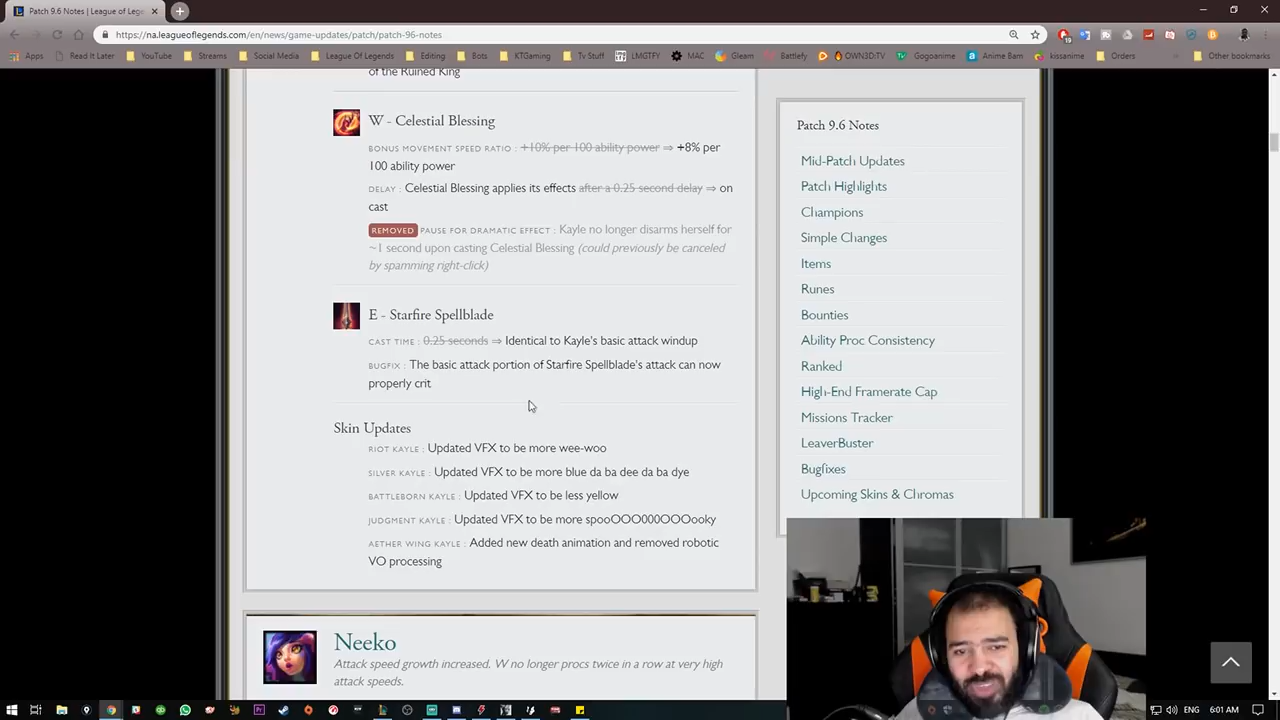 Patch 9.6 Notes | League of Lege
https://na.leagueoflegends.com/en/news/game-updates/patch/patch-96-notes
Apps Read It Later YouTube Streams Social Media League Of Legends Editing Bots KTGaming Tv Stuff LMGTFY MAC Gleam Battlefy OWN3D.TV Gogoanime Anime Bam kissanime Orders Other bookmarks
of the Ruined King
W - Celestial Blessing
BONUS MOVEMENT SPEED RATIO : +10% per 100 ability power ⇒ +8% per
100 ability power
DELAY : Celestial Blessing applies its effects after a 0.25 second delay ⇒ on
cast
REMOVED PAUSE FOR DRAMATIC EFFECT : Kayle no longer disarms herself for
~1 second upon casting Celestial Blessing (could previously be canceled
by spamming right-click)
E - Starfire Spellblade
CAST TIME : 0.25 seconds ⇒ Identical to Kayle's basic attack windup
BUGFIX : The basic attack portion of Starfire Spellblade's attack can now
properly crit
Skin Updates
RIOT KAYLE : Updated VFX to be more wee-woo
SILVER KAYLE : Updated VFX to be more blue da ba dee da ba dye
BATTLEBORN KAYLE : Updated VFX to be less yellow
JUDGMENT KAYLE : Updated VFX to be more spooOOO000OOOooky
AETHER WING KAYLE : Added new death animation and removed robotic
VO processing
Neeko
Attack speed growth increased. W no longer procs twice in a row at very high
attack speeds.
Patch 9.6 Notes
Mid-Patch Updates
Patch Highlights
Champions
Simple Changes
Items
Runes
Bounties
Ability Proc Consistency
Ranked
High-End Framerate Cap
Missions Tracker
LeaverBuster
Bugfixes
Upcoming Skins & Chromas
ENG 6:01 AM